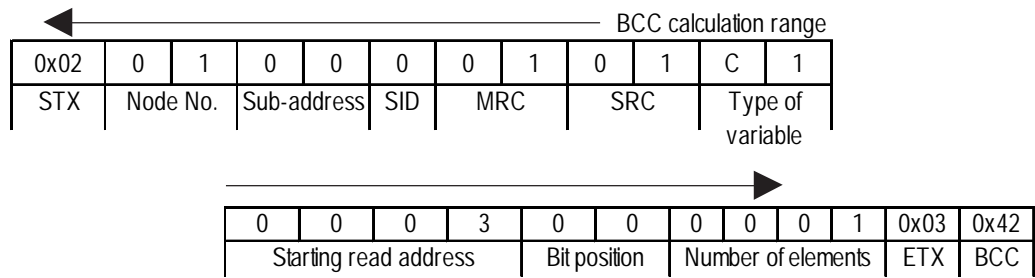 BCC calculation range
0x02 0 1 0 0 0 0 1 0 1 C 1
STX Node No. Sub-address SID MRC SRC Type of
variable
0 0 0 3 0 0 0 0 0 1 0x03 0x42
Starting read address Bit position Number of elements ETX BCC